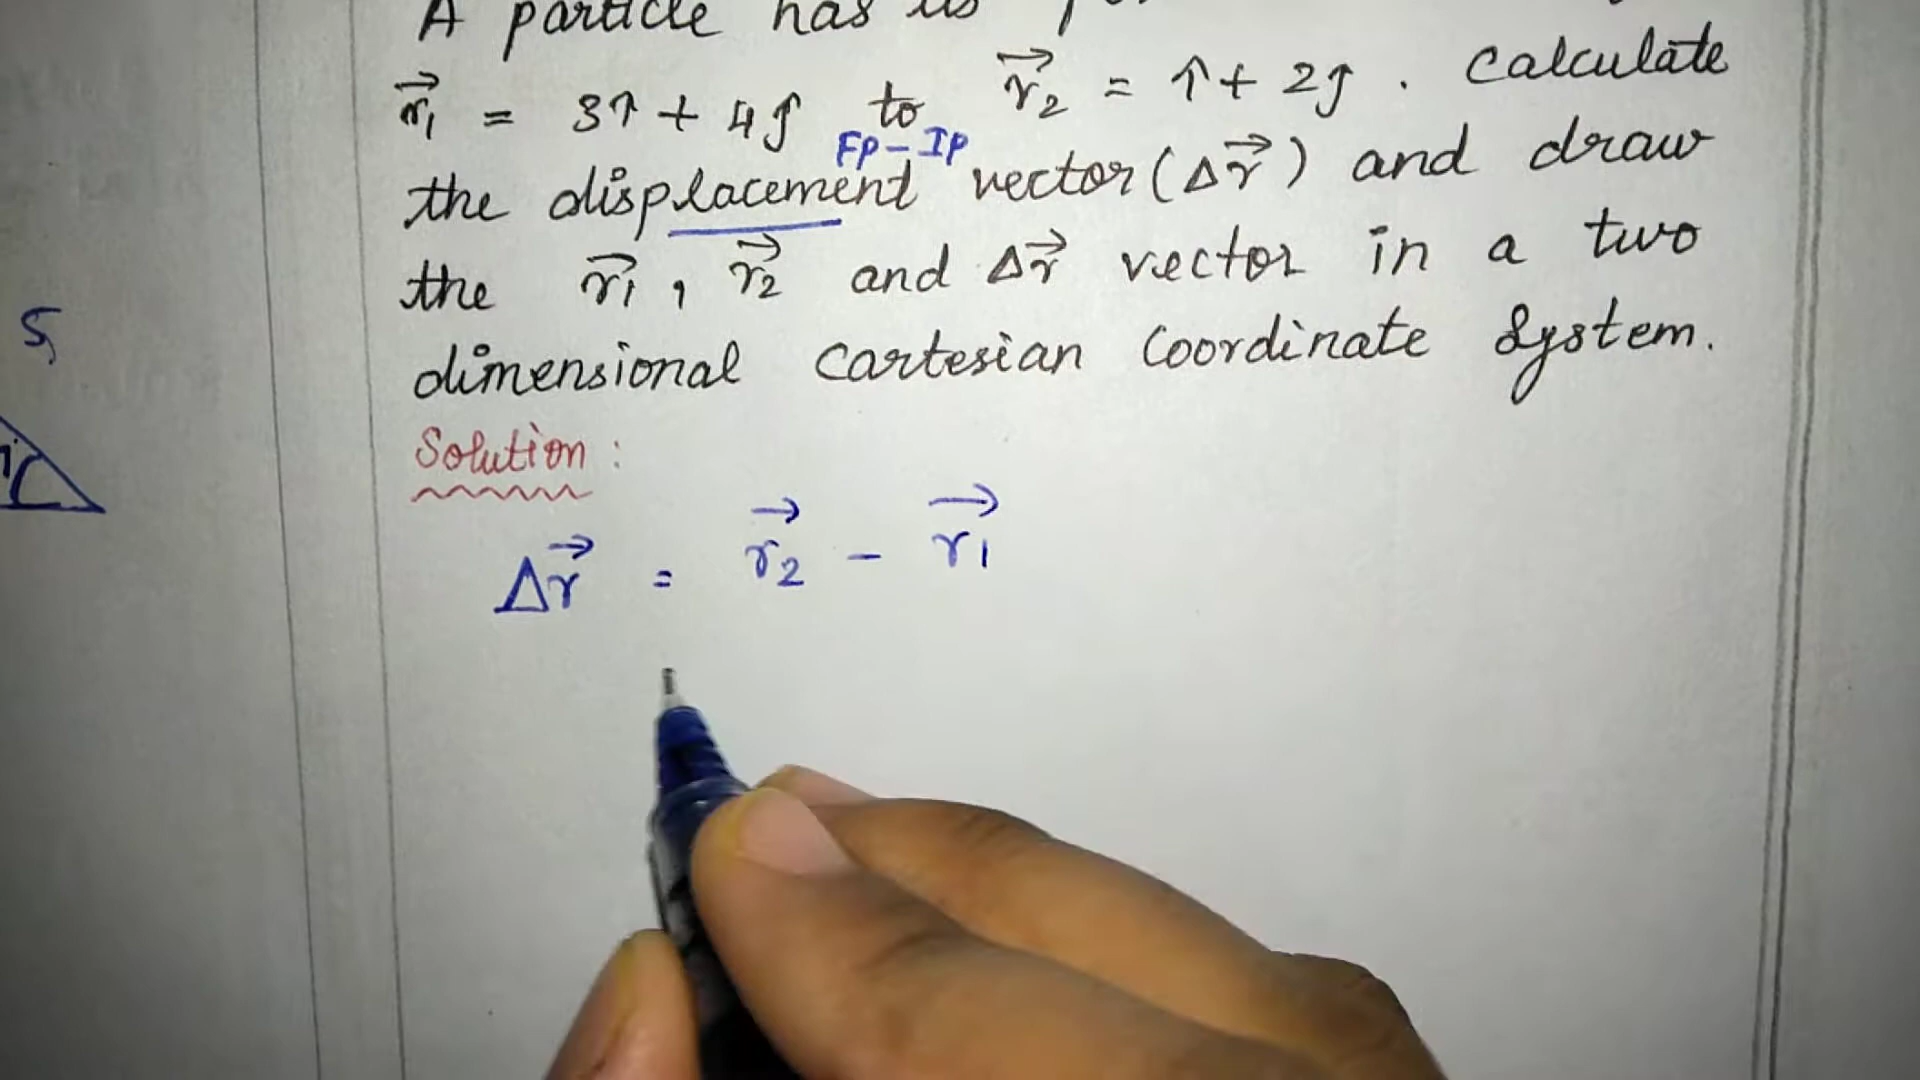 A particle has its
r⃗₁ = 3î + 4ĵ to r⃗₂ = î + 2ĵ . Calculate
FP - IP
the displacement vector (Δr⃗) and draw
the r⃗₁, r⃗₂ and Δr⃗ vector in a two
dimensional Cartesian Coordinate System.
Solution :
Δr⃗ = r⃗₂ - r⃗₁
5